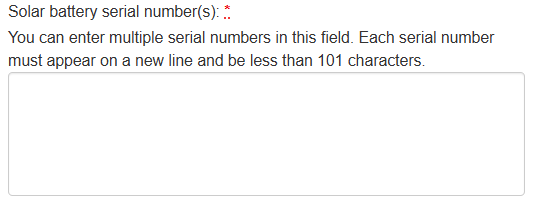 Solar battery serial number(s): *
You can enter multiple serial numbers in this field. Each serial number
must appear on a new line and be less than 101 characters.